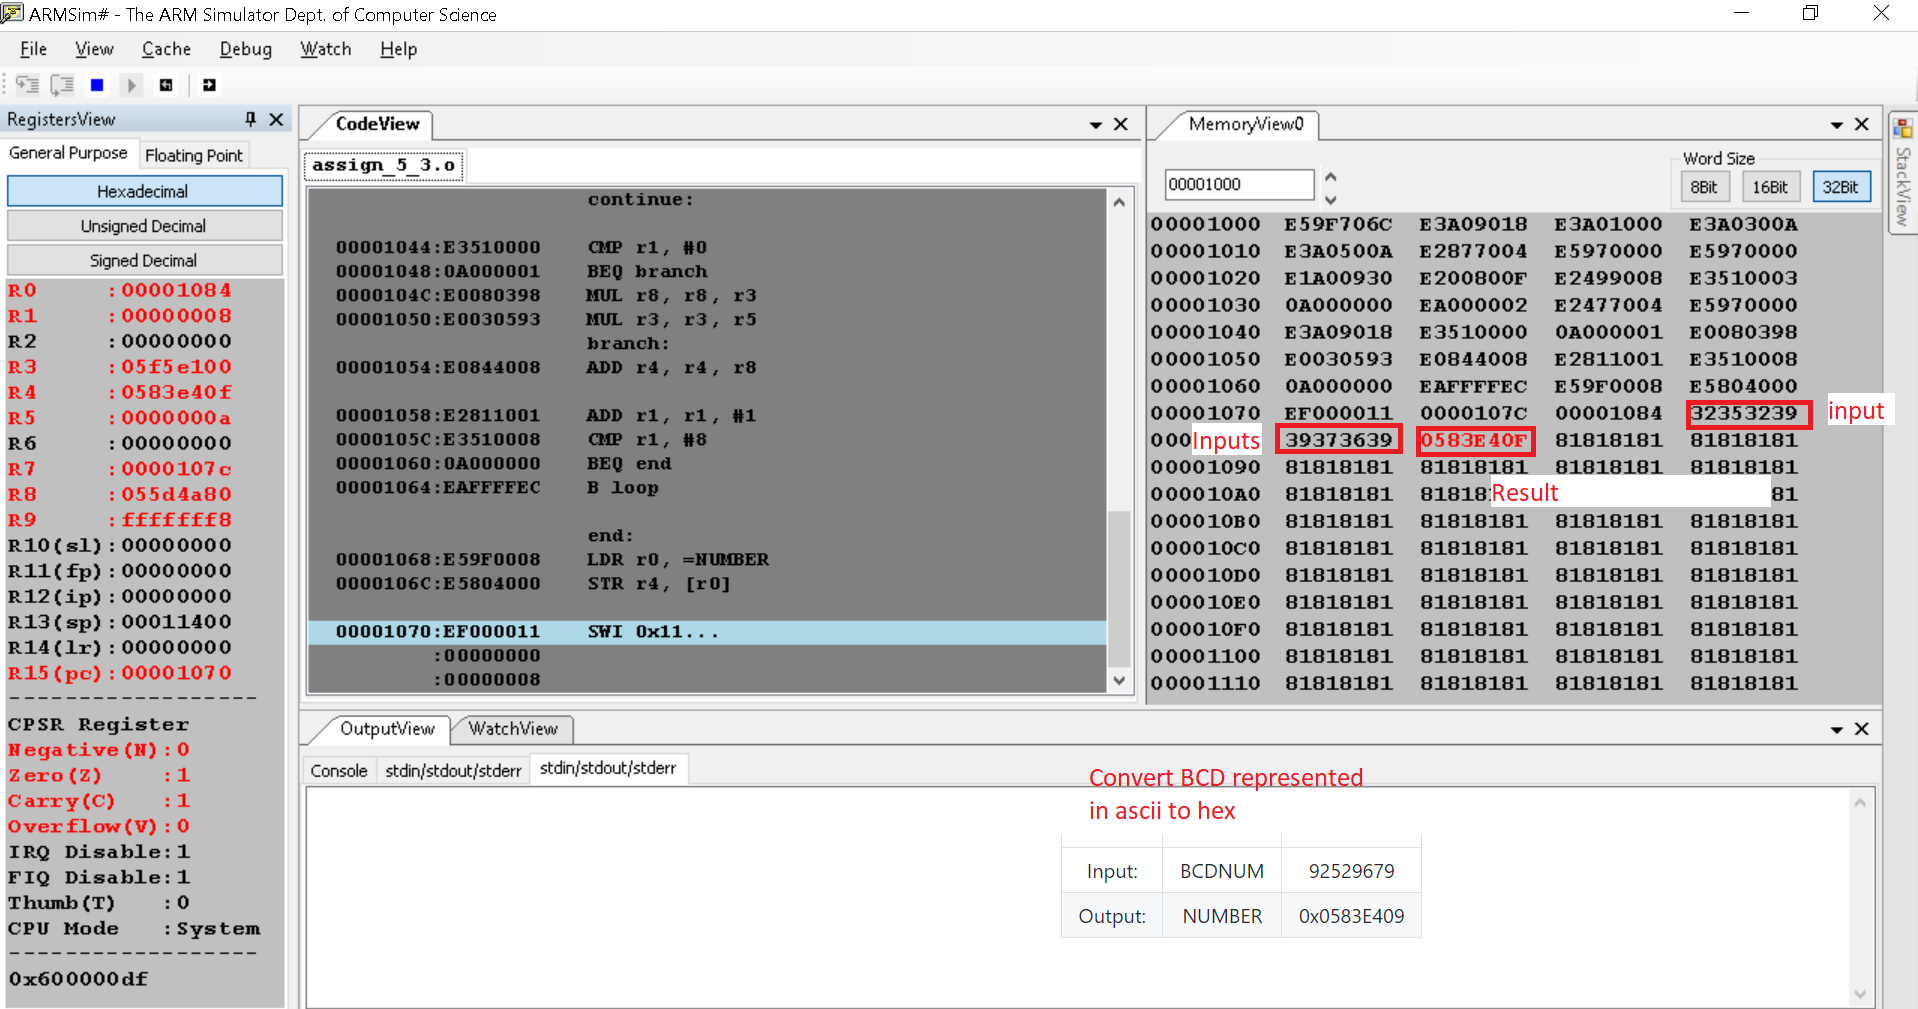 ARMSim# - The ARM Simulator Dept. of Computer Science
File View Cache Debug Watch Help
RegistersView
General Purpose Floating Point
Hexadecimal
Unsigned Decimal
Signed Decimal
R0 :00001084
R1 :00000008
R2 :00000000
R3 :05f5e100
R4 :0583e40f
R5 :0000000a
R6 :00000000
R7 :0000107c
R8 :055d4a80
R9 :fffffff8
R10(sl):00000000
R11(fp):00000000
R12(ip):00000000
R13(sp):00011400
R14(lr):00000000
R15(pc):00001070
CPSR Register
Negative(N):0
Zero(Z) :1
Carry(C) :1
Overflow(V):0
IRQ Disable:1
FIQ Disable:1
Thumb(T) :0
CPU Mode :System
0x600000df
CodeView
assign_5_3.o
continue:
00001044:E3510000 CMP r1, #0
00001048:0A000001 BEQ branch
0000104C:E0080398 MUL r8, r8, r3
00001050:E0030593 MUL r3, r3, r5
branch:
00001054:E0844008 ADD r4, r4, r8
00001058:E2811001 ADD r1, r1, #1
0000105C:E3510008 CMP r1, #8
00001060:0A000000 BEQ end
00001064:EAFFFFEC B loop
end:
00001068:E59F0008 LDR r0, =NUMBER
0000106C:E5804000 STR r4, [r0]
00001070:EF000011 SWI 0x11...
:00000000
:00000008
MemoryView0
00001000
Word Size
8Bit 16Bit 32Bit
00001000 E59F706C E3A09018 E3A01000 E3A0300A
00001010 E3A0500A E2877004 E5970000 E5970000
00001020 E1A00930 E200800F E2499008 E3510003
00001030 0A000000 EA000002 E2477004 E5970000
00001040 E3A09018 E3510000 0A000001 E0080398
00001050 E0030593 E0844008 E2811001 E3510008
00001060 0A000000 EAFFFFEC E59F0008 E5804000
00001070 EF000011 0000107C 00001084 32353239 input
000 Inputs 39373639 0583E40F 81818181 81818181
00001090 81818181 81818181 81818181 81818181
000010A0 81818181 8181 Result 81
000010B0 81818181 81818181 81818181 81818181
000010C0 81818181 81818181 81818181 81818181
000010D0 81818181 81818181 81818181 81818181
000010E0 81818181 81818181 81818181 81818181
000010F0 81818181 81818181 81818181 81818181
00001100 81818181 81818181 81818181 81818181
00001110 81818181 81818181 81818181 81818181
StackView
OutputView WatchView
Console stdin/stdout/stderr stdin/stdout/stderr
Convert BCD represented
in ascii to hex
Input: BCDNUM 92529679
Output: NUMBER 0x0583E409